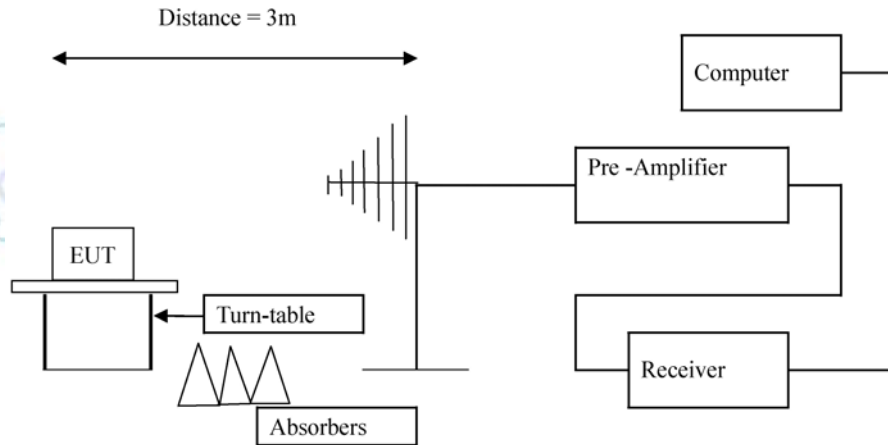 Distance = 3m
Computer
Pre -Amplifier
EUT
Turn-table
Receiver
Absorbers